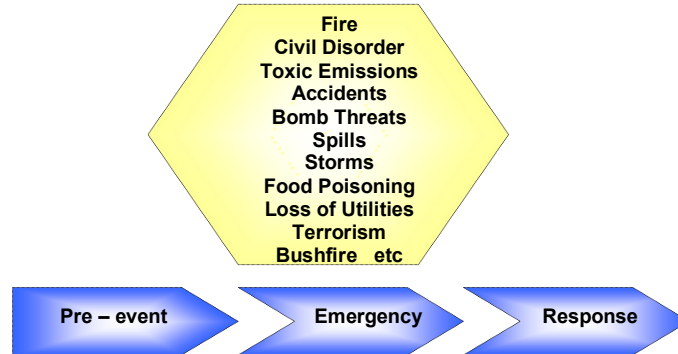 Fire
Civil Disorder
Toxic Emissions
Accidents
Bomb Threats
Spills
Storms
Food Poisoning
Loss of Utilities
Terrorism
Bushfire etc
Pre – event
Emergency
Response